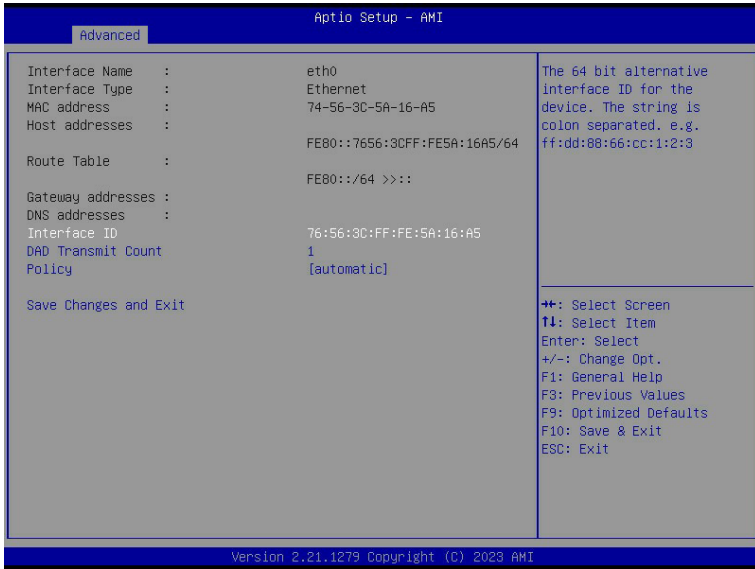 Aptio Setup – AMI
Advanced
Interface Name : eth0
Interface Type : Ethernet
MAC address : 74-56-3C-5A-16-A5
Host addresses :
FE80::7656:3CFF:FE5A:16A5/64
Route Table :
FE80::/64 >>::
Gateway addresses :
DNS addresses :
Interface ID 76:56:3C:FF:FE:5A:16:A5
DAD Transmit Count 1
Policy [automatic]
Save Changes and Exit
The 64 bit alternative
interface ID for the
device. The string is
colon separated. e.g.
ff:dd:88:66:cc:1:2:3
→←: Select Screen
↑↓: Select Item
Enter: Select
+/-: Change Opt.
F1: General Help
F3: Previous Values
F9: Optimized Defaults
F10: Save & Exit
ESC: Exit
Version 2.21.1279 Copyright (C) 2023 AMI